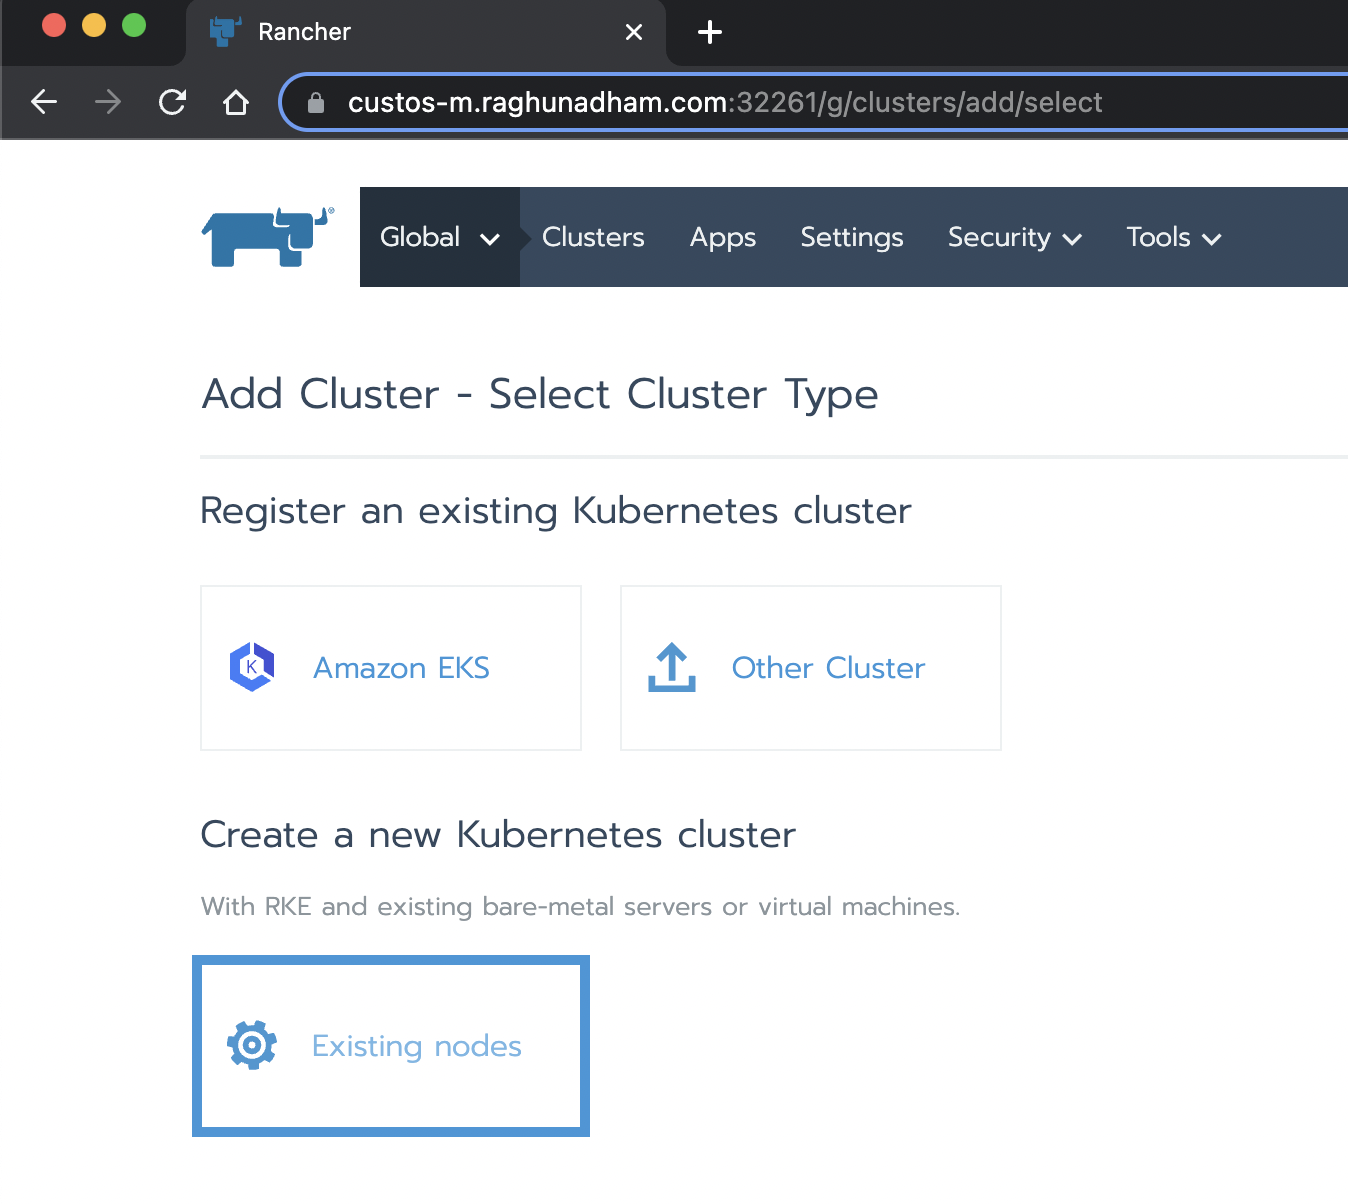 Rancher
custos-m.raghunadham.com:32261/g/clusters/add/select
Global Clusters Apps Settings Security Tools
Add Cluster - Select Cluster Type
Register an existing Kubernetes cluster
K Amazon EKS Other Cluster
Create a new Kubernetes cluster
With RKE and existing bare-metal servers or virtual machines.
Existing nodes